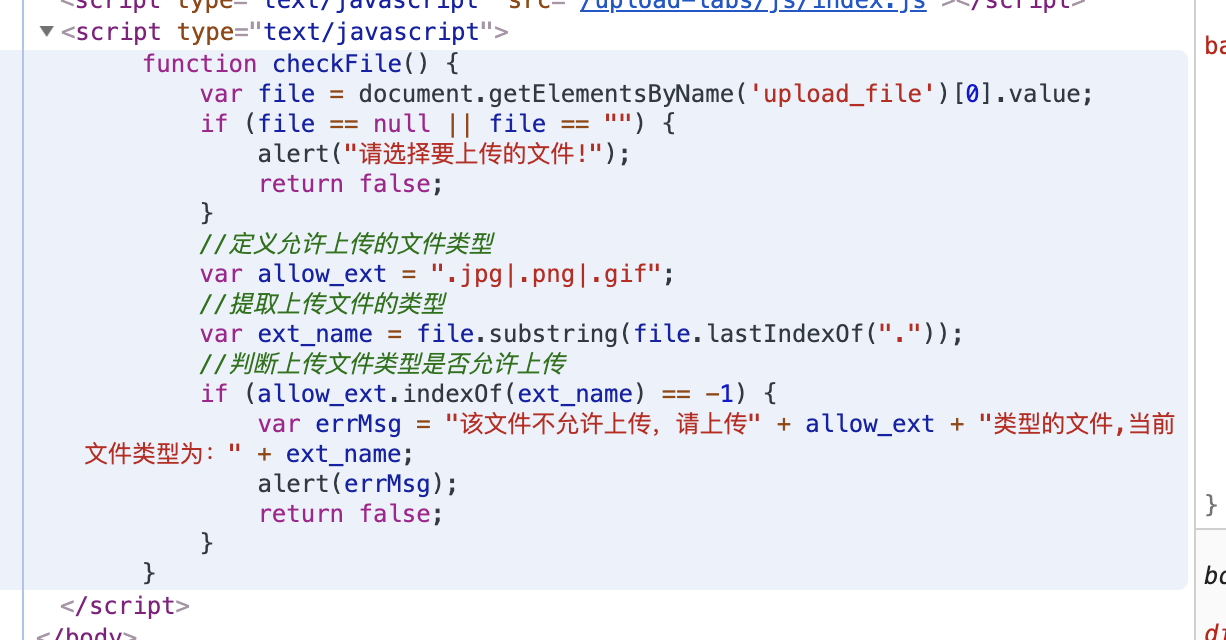 <script type="text/javascript" src="/upload-labs/js/index.js"></script>
<script type="text/javascript">
function checkFile() {
var file = document.getElementsByName('upload_file')[0].value;
if (file == null || file == "") {
alert("请选择要上传的文件!");
return false;
}
//定义允许上传的文件类型
var allow_ext = ".jpg|.png|.gif";
//提取上传文件的类型
var ext_name = file.substring(file.lastIndexOf("."));
//判断上传文件类型是否允许上传
if (allow_ext.indexOf(ext_name) == -1) {
var errMsg = "该文件不允许上传，请上传" + allow_ext + "类型的文件,当前
文件类型为：" + ext_name;
alert(errMsg);
return false;
}
}
</script>
</body>
}